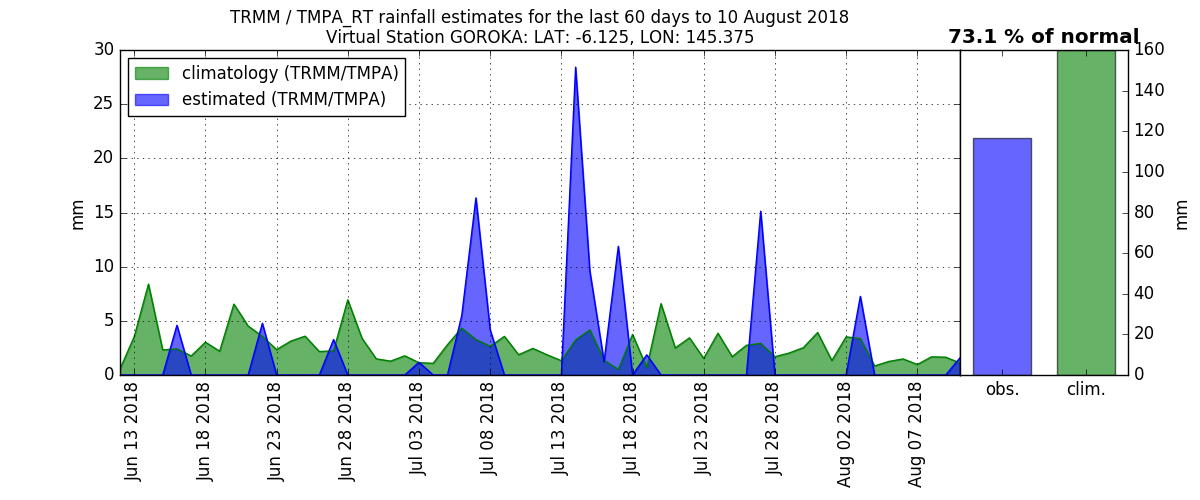 TRMM / TMPA_RT rainfall estimates for the last 60 days to 10 August 2018
Virtual Station GOROKA: LAT: -6.125, LON: 145.375
73.1 % of normal
climatology (TRMM/TMPA)
estimated (TRMM/TMPA)
30
25
20
15
10
5
0
mm
Jun 13 2018
Jun 18 2018
Jun 23 2018
Jun 28 2018
Jul 03 2018
Jul 08 2018
Jul 13 2018
Jul 18 2018
Jul 23 2018
Jul 28 2018
Aug 02 2018
Aug 07 2018
obs.
clim.
160
140
120
100
80
60
40
20
0
mm